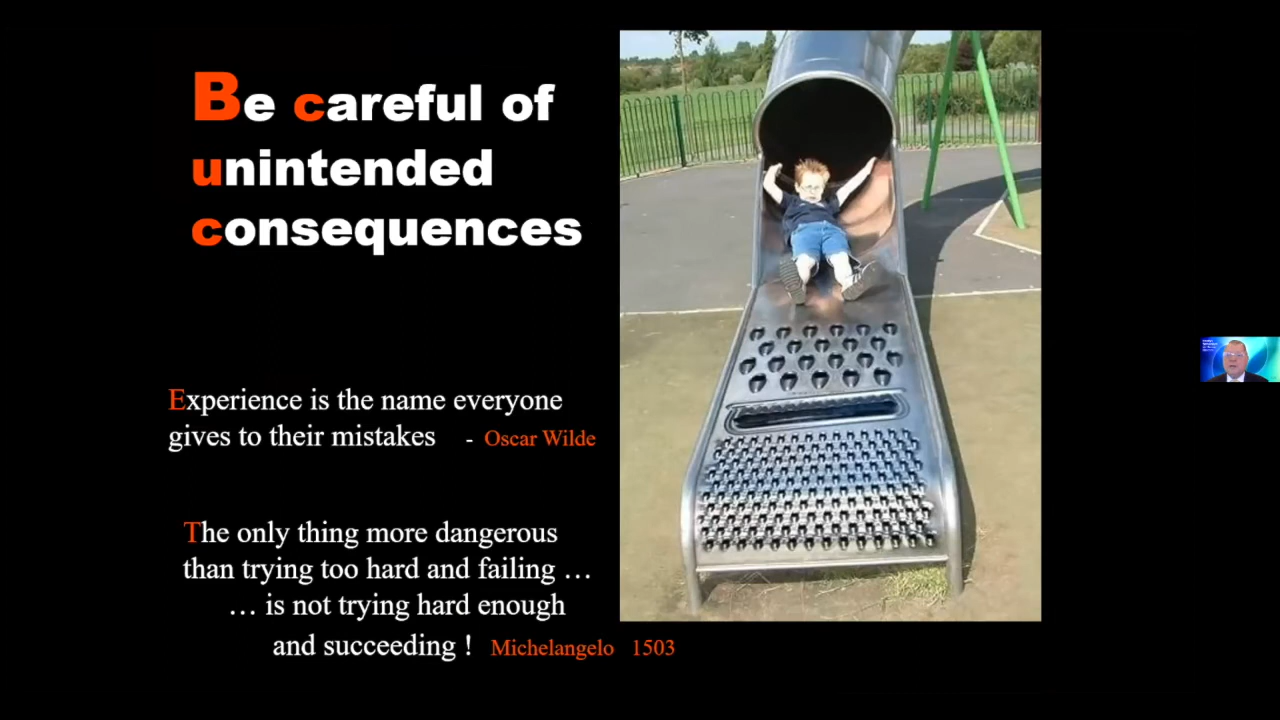 Be careful of
unintended
consequences
Experience is the name everyone
gives to their mistakes - Oscar Wilde
The only thing more dangerous
than trying too hard and failing …
… is not trying hard enough
and succeeding ! Michelangelo 1503